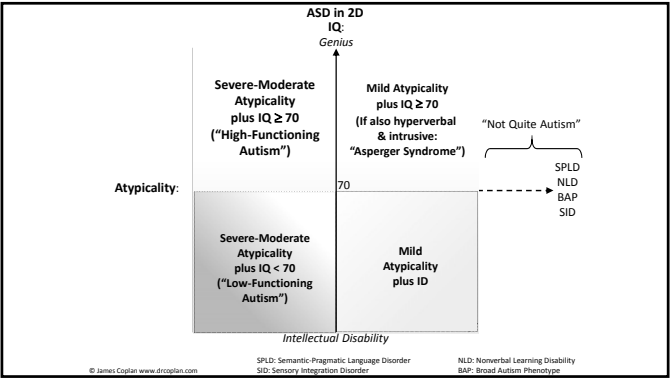 ASD in 2D
IQ:
Genius
Severe-Moderate
Atypicality
plus IQ ≥ 70
("High-Functioning
Autism")
Mild Atypicality
plus IQ ≥ 70
(If also hyperverbal
& intrusive:
"Asperger Syndrome")
"Not Quite Autism"
SPLD
NLD
BAP
SID
Atypicality:
70
Severe-Moderate
Atypicality
plus IQ < 70
("Low-Functioning
Autism")
Mild
Atypicality
plus ID
Intellectual Disability
SPLD: Semantic-Pragmatic Language Disorder
NLD: Nonverbal Learning Disability
© James Coplan www.drcoplan.com
SID: Sensory Integration Disorder
BAP: Broad Autism Phenotype